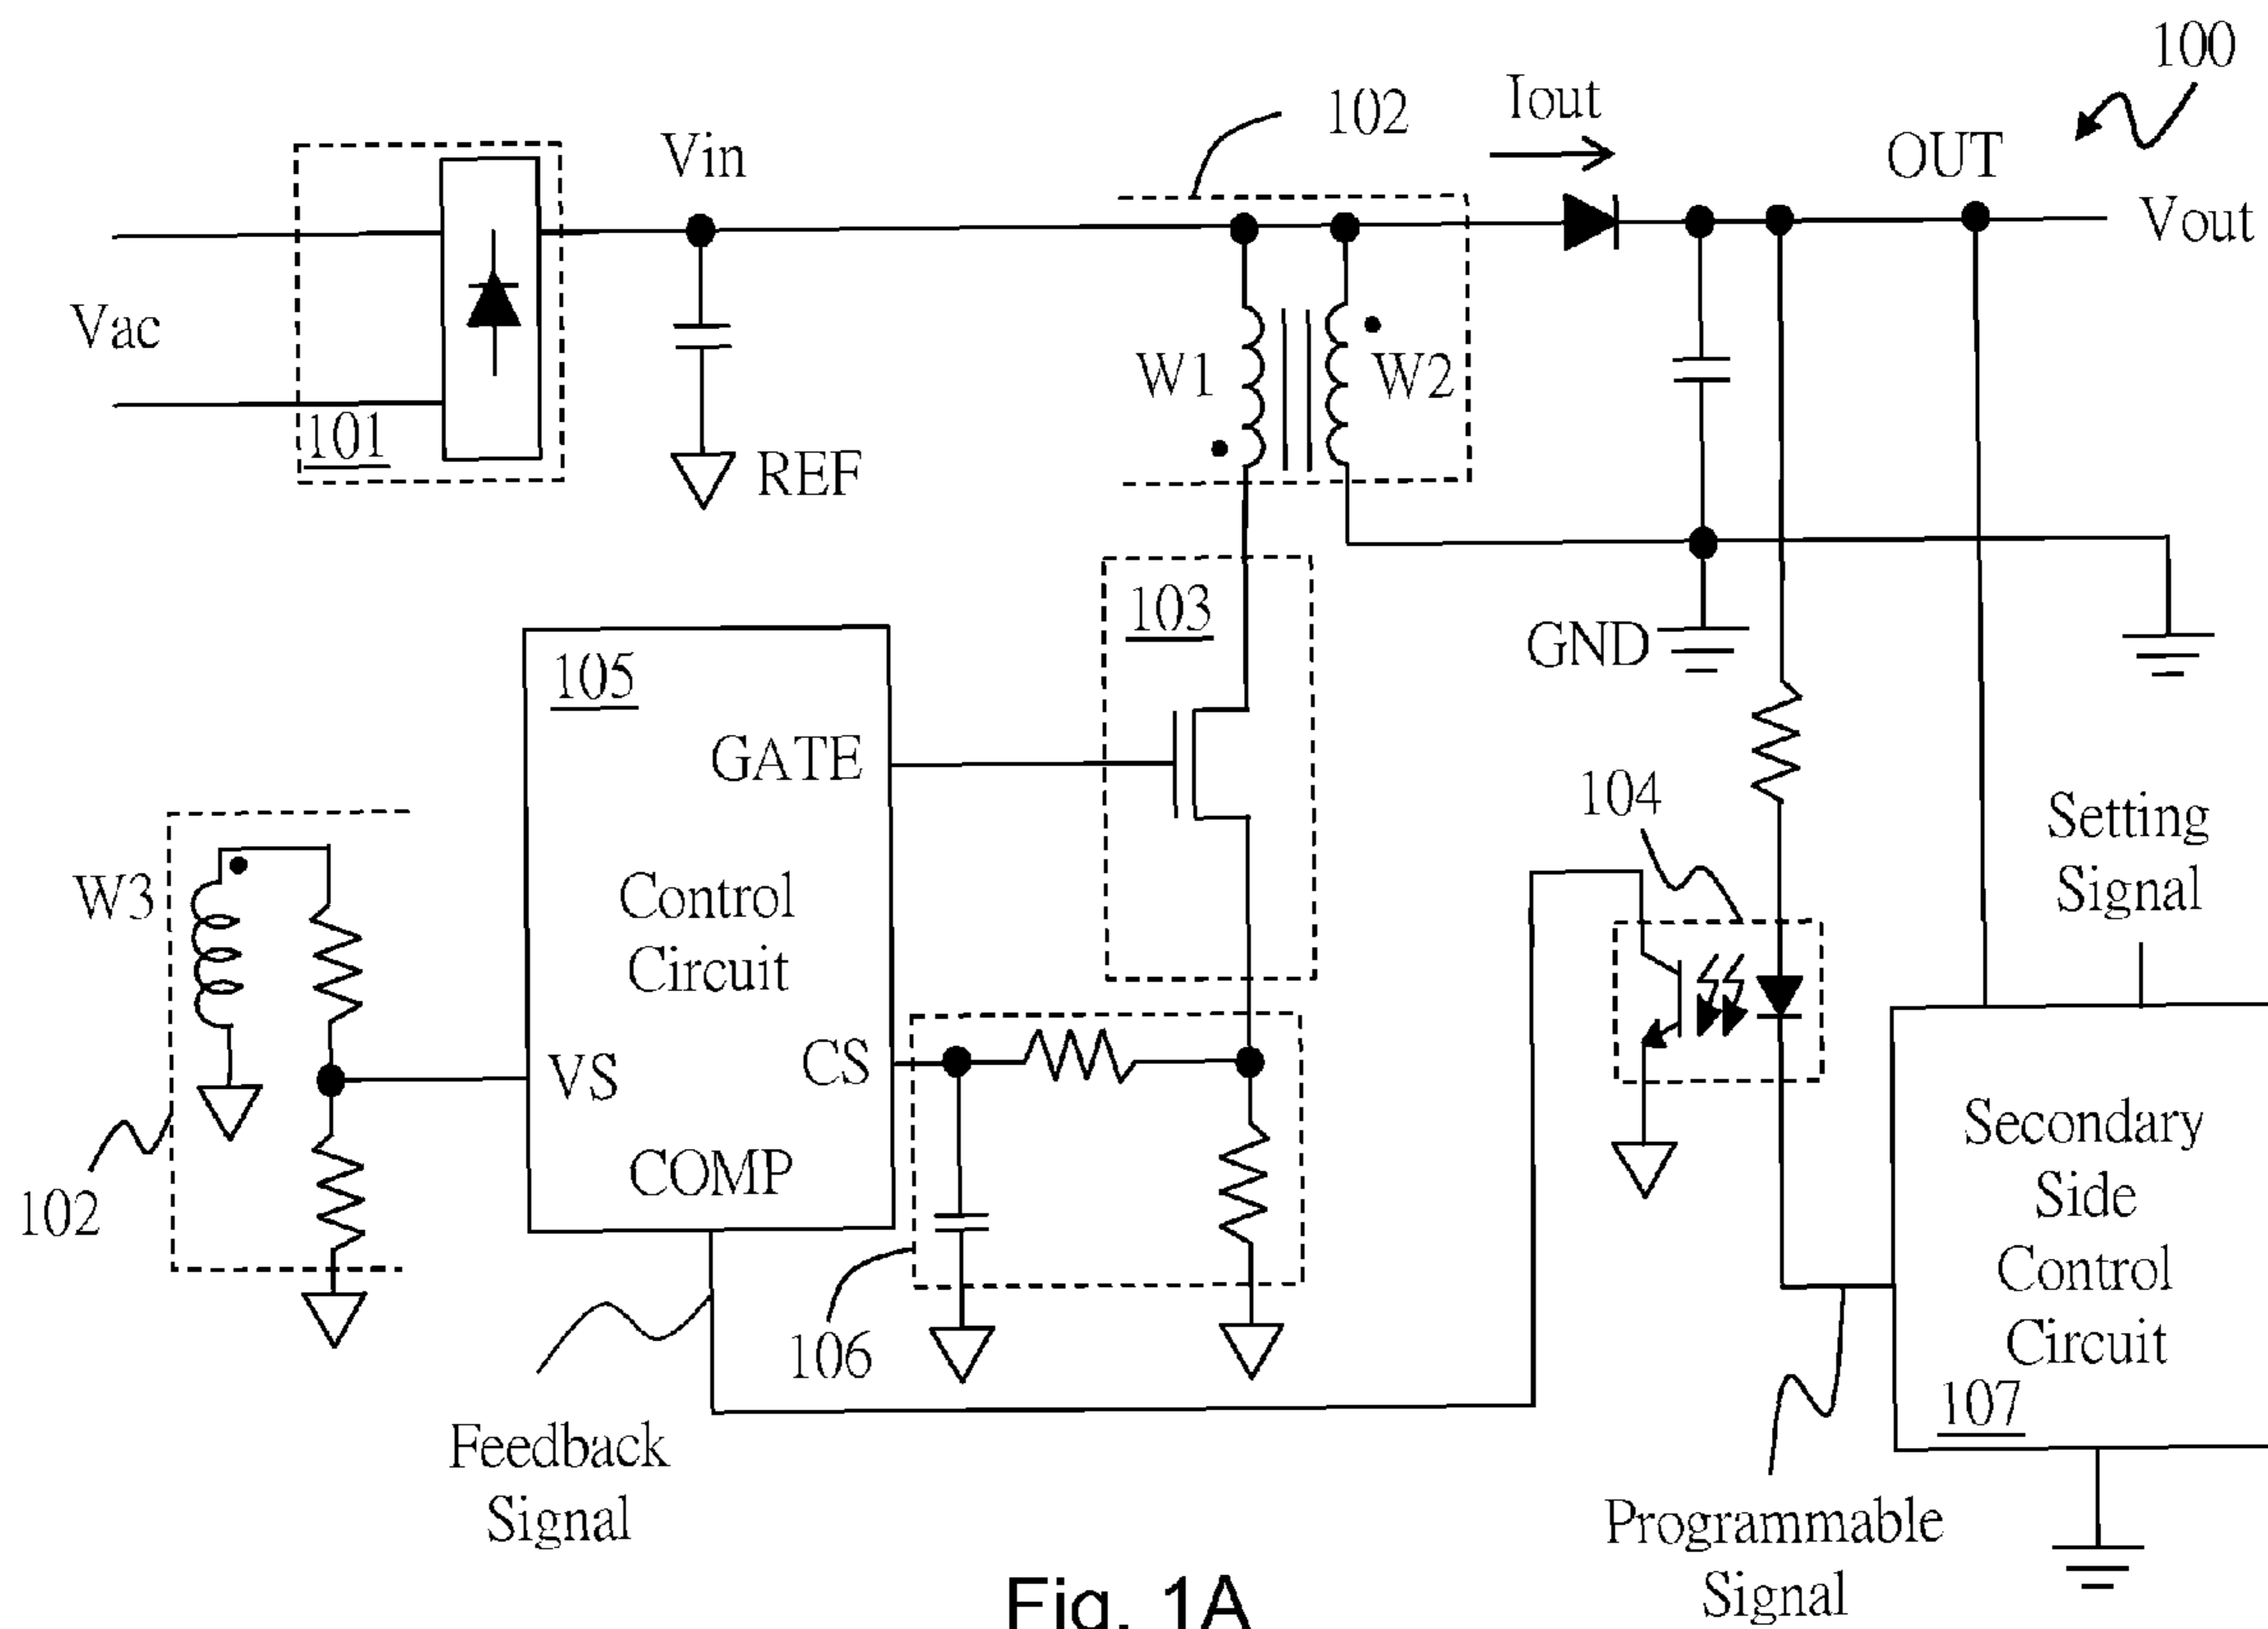 100
102
Iout
OUT
Vin
Vout
Vac
W1
W2
101
REF
103
GND
105
GATE
104
Setting
Signal
W3
Control
Circuit
VS
CS
COMP
Secondary
Side
Control
Circuit
102
106
107
Feedback
Signal
Programmable
Signal
Fig. 1A